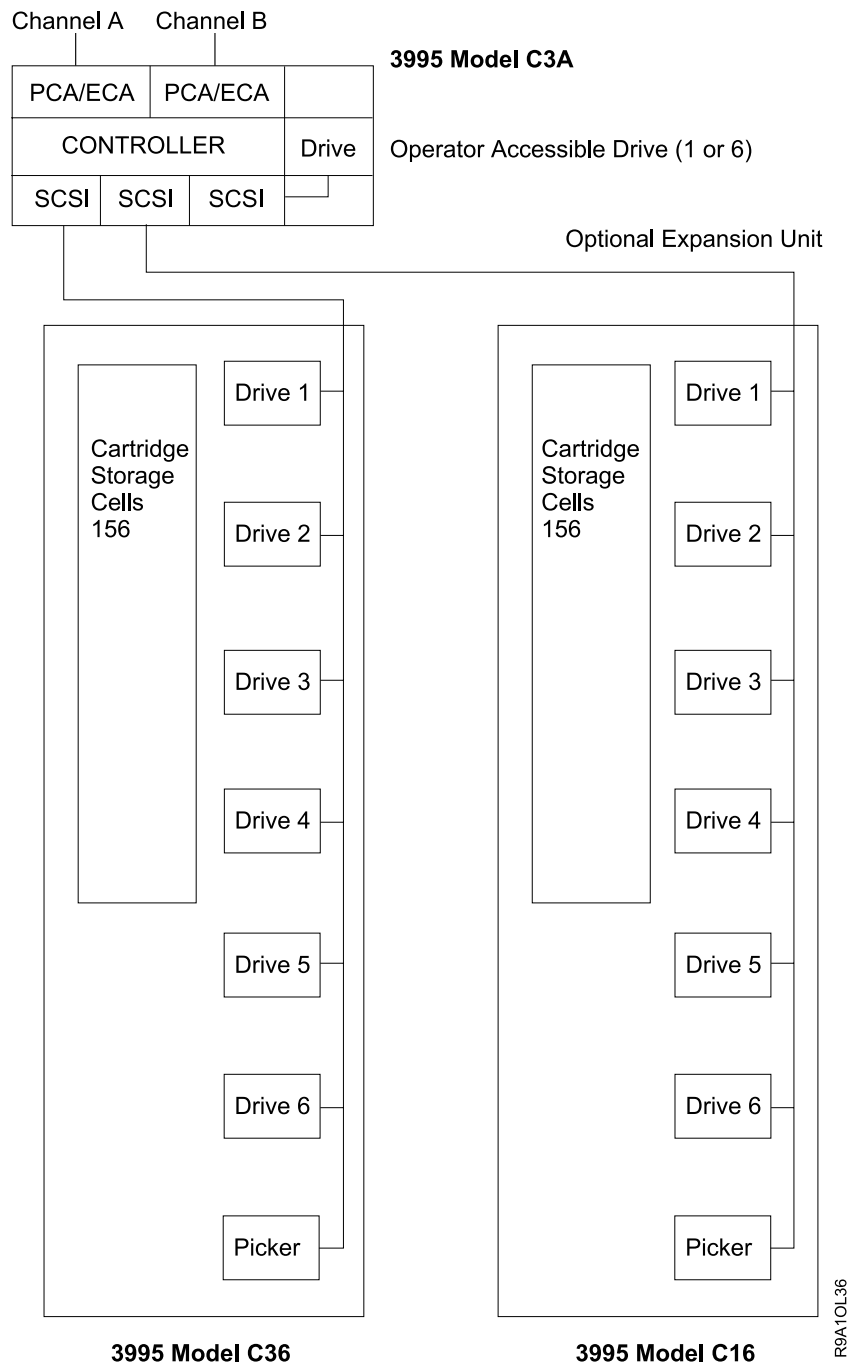 Channel A Channel B
3995 Model C3A
PCA/ECA PCA/ECA
CONTROLLER Drive Operator Accessible Drive (1 or 6)
SCSI SCSI SCSI
Optional Expansion Unit
Cartridge
Storage
Cells
156
Drive 1
Drive 2
Drive 3
Drive 4
Drive 5
Drive 6
Picker
3995 Model C36
Cartridge
Storage
Cells
156
Drive 1
Drive 2
Drive 3
Drive 4
Drive 5
Drive 6
Picker
3995 Model C16
R9A1OL36